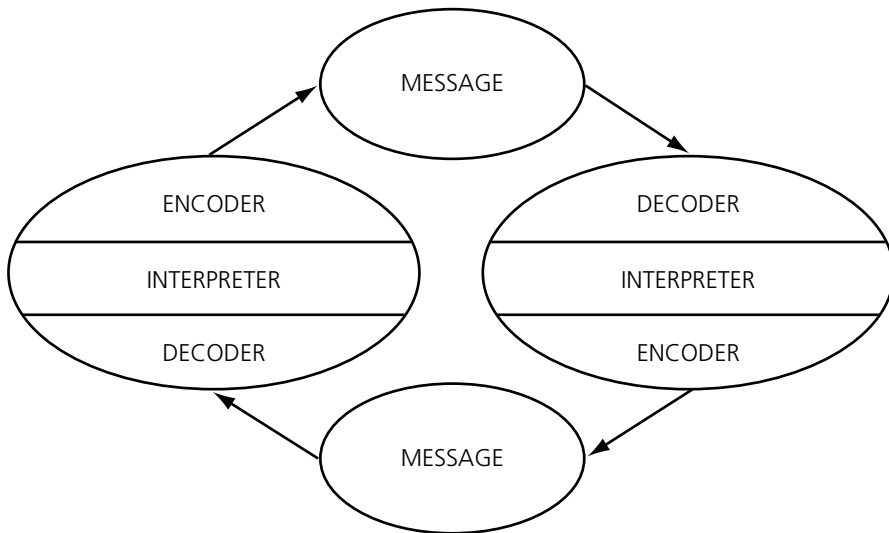 MESSAGE
ENCODER
INTERPRETER
DECODER
DECODER
INTERPRETER
ENCODER
MESSAGE